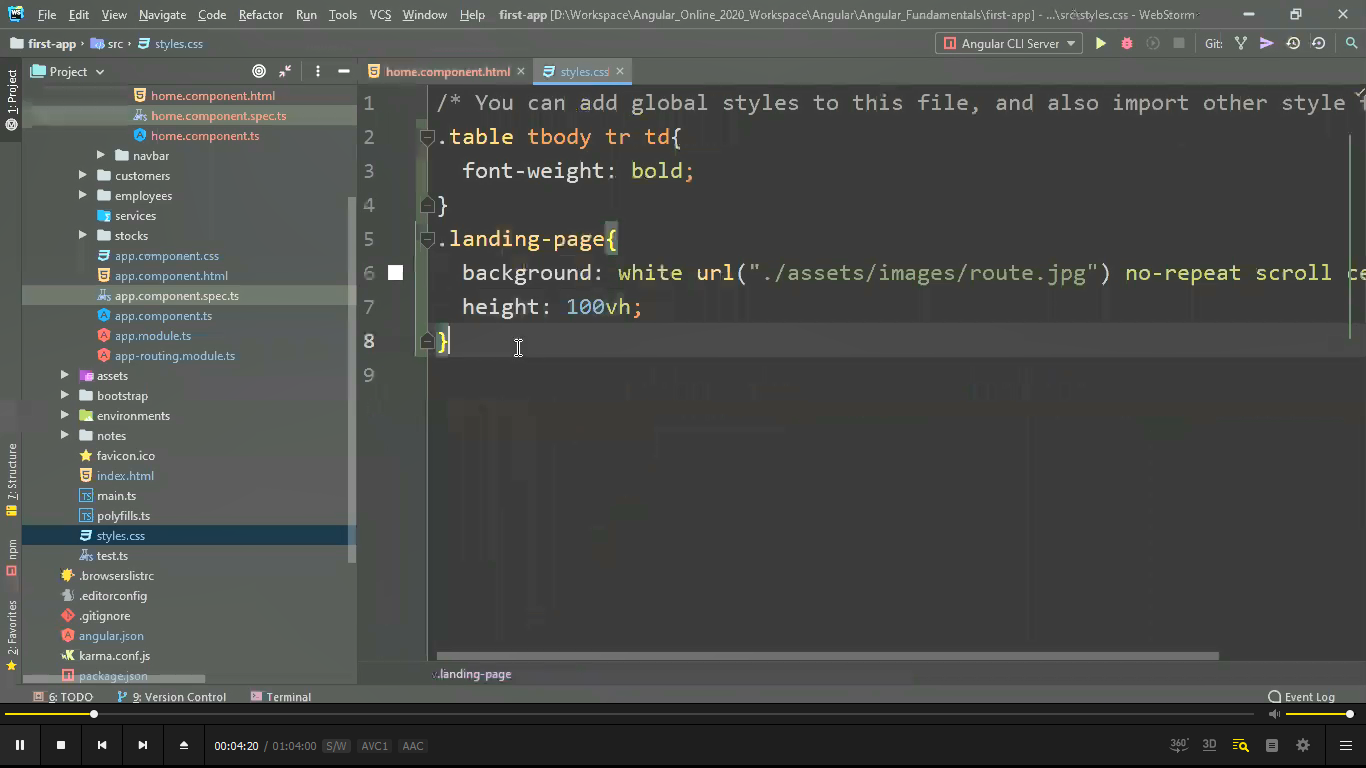 File Edit View Navigate Code Refactor Run Tools VCS Window Help first-app [D:\Workspace\Angular_Online_2020_Workspace\Angular\Angular_Fundamentals\first-app] - ...\src\styles.css - WebStorm
first-app src styles.css Angular CLI Server Git:
1: Project
Project
home.component.html
styles.css
home.component.html
home.component.spec.ts
home.component.ts
navbar
customers
employees
services
stocks
app.component.css
app.component.html
app.component.spec.ts
app.component.ts
app.module.ts
app-routing.module.ts
assets
bootstrap
environments
notes
favicon.ico
index.html
main.ts
polyfills.ts
styles.css
test.ts
.browserslistrc
.editorconfig
.gitignore
angular.json
karma.conf.js
package.json
7: Structure
npm
2: Favorites
1 /* You can add global styles to this file, and also import other style f
2 .table tbody tr td{
3 font-weight: bold;
4 }
5 .landing-page{
6 background: white url("./assets/images/route.jpg") no-repeat scroll ce
7 height: 100vh;
8 }
9
.landing-page
6: TODO 9: Version Control Terminal Event Log
00:04:20 / 01:04:00 S/W AVC1 AAC 360° 3D